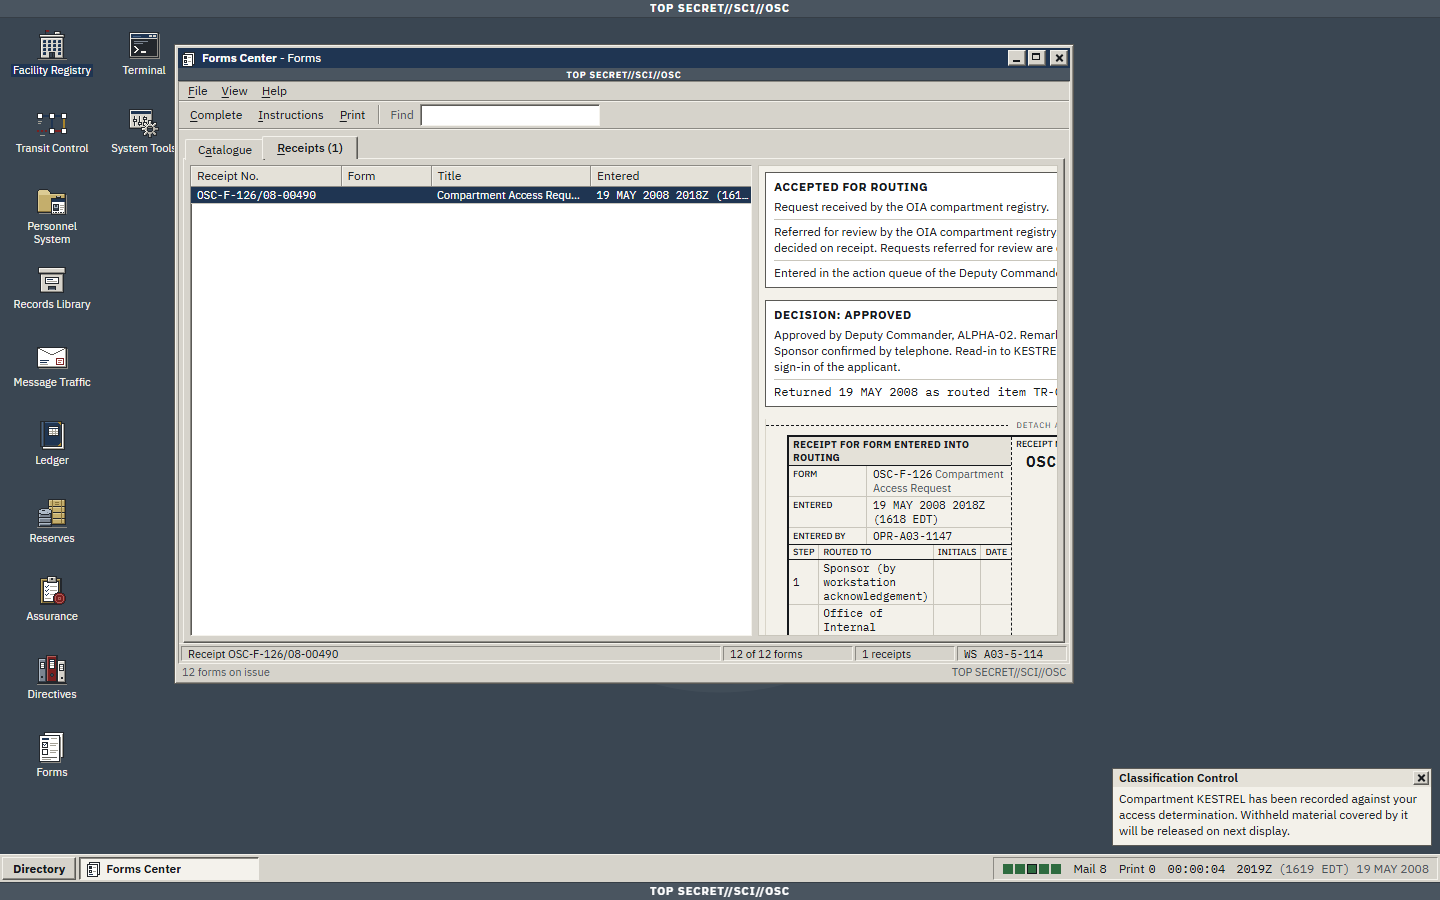 TOP SECRET//SCI//OSC
Facility Registry
Terminal
Transit Control
System Tools
Personnel
System
Records Library
Message Traffic
Ledger
Reserves
Assurance
Directives
Forms
Forms Center - Forms
TOP SECRET//SCI//OSC
File View Help
Complete Instructions Print Find
Catalogue Receipts (1)
Receipt No. Form Title Entered
OSC-F-126/08-00490 Compartment Access Requ... 19 MAY 2008 2018Z (161...
ACCEPTED FOR ROUTING
Request received by the OIA compartment registry.
Referred for review by the OIA compartment registry
decided on receipt. Requests referred for review are
Entered in the action queue of the Deputy Command
DECISION: APPROVED
Approved by Deputy Commander, ALPHA-02. Remar
Sponsor confirmed by telephone. Read-in to KESTRE
sign-in of the applicant.
Returned 19 MAY 2008 as routed item TR-
DETACH
RECEIPT FOR FORM ENTERED INTO
ROUTING
RECEIPT
OSC
FORM OSC-F-126 Compartment
Access Request
ENTERED 19 MAY 2008 2018Z
(1618 EDT)
ENTERED BY OPR-A03-1147
STEP ROUTED TO INITIALS DATE
1 Sponsor (by
workstation
acknowledgement)
Office of
Internal
Receipt OSC-F-126/08-00490 12 of 12 forms 1 receipts WS A03-5-114
12 forms on issue TOP SECRET//SCI//OSC
Classification Control
Compartment KESTREL has been recorded against your
access determination. Withheld material covered by it
will be released on next display.
Directory Forms Center Mail 8 Print 0 00:00:04 2019Z (1619 EDT) 19 MAY 2008
TOP SECRET//SCI//OSC